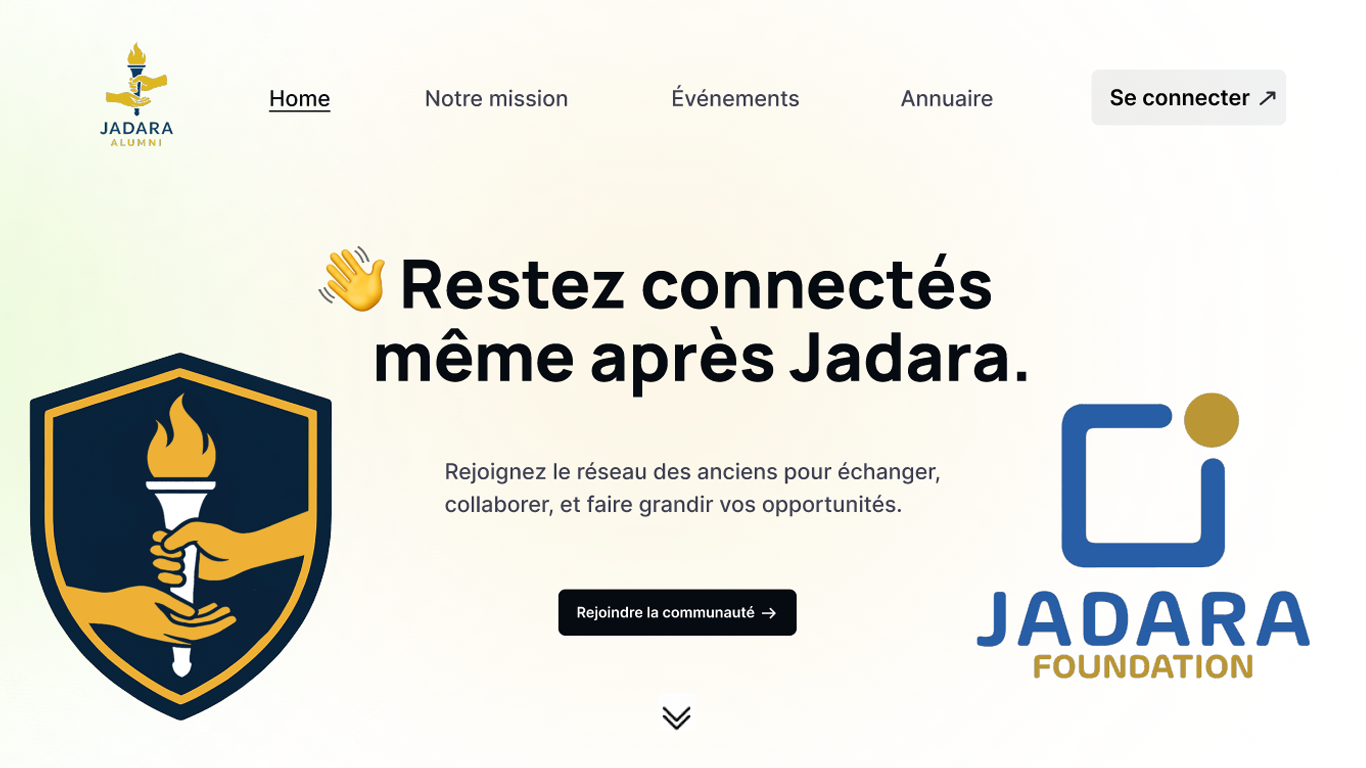 JADARA
ALUMNI
Home
Notre mission
Événements
Annuaire
Se connecter
Restez connectés
même après Jadara.
Rejoignez le réseau des anciens pour échanger,
collaborer, et faire grandir vos opportunités.
Rejoindre la communauté
JADARA
FOUNDATION